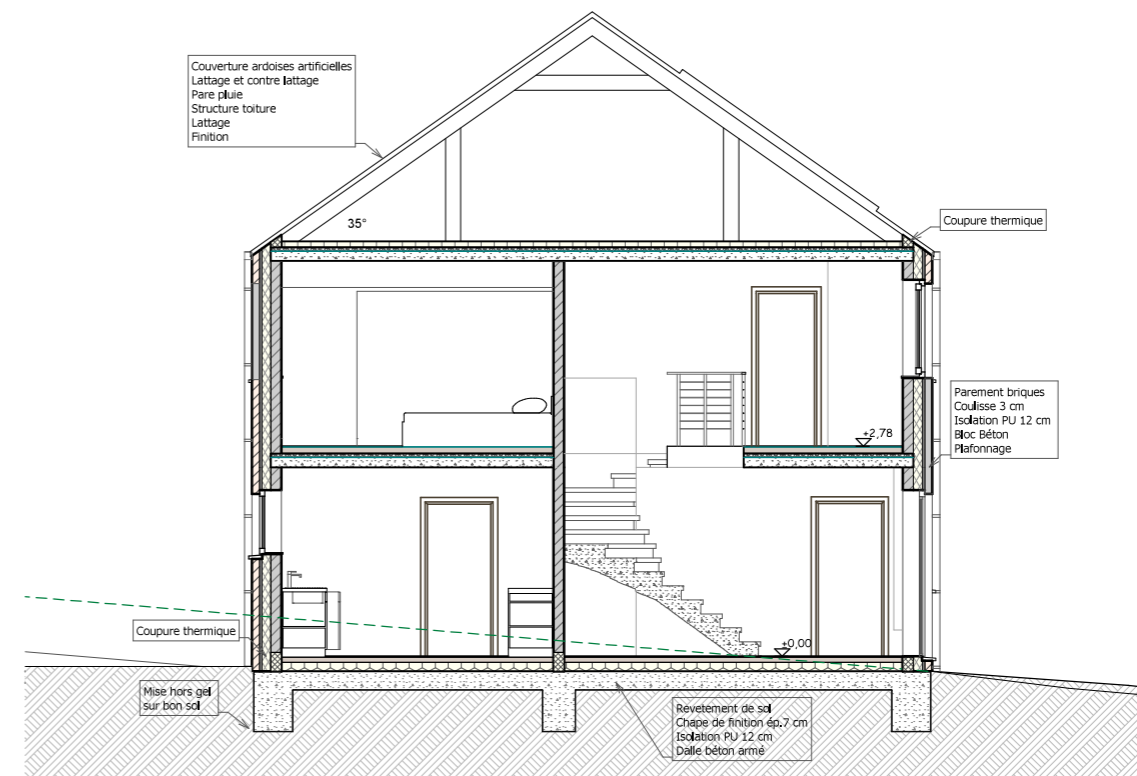 Couverture ardoises artificielles
Lattage et contre lattage
Pare pluie
Structure toiture
Lattage
Finition
35°
Coupure thermique
Parement briques
Coulisse 3 cm
Isolation PU 12 cm
Bloc Béton
Plafonnage
+2,78
Coupure thermique
+0,00
Mise hors gel
sur bon sol
Revetement de sol
Chape de finition ép.7 cm
Isolation PU 12 cm
Dalle béton armé